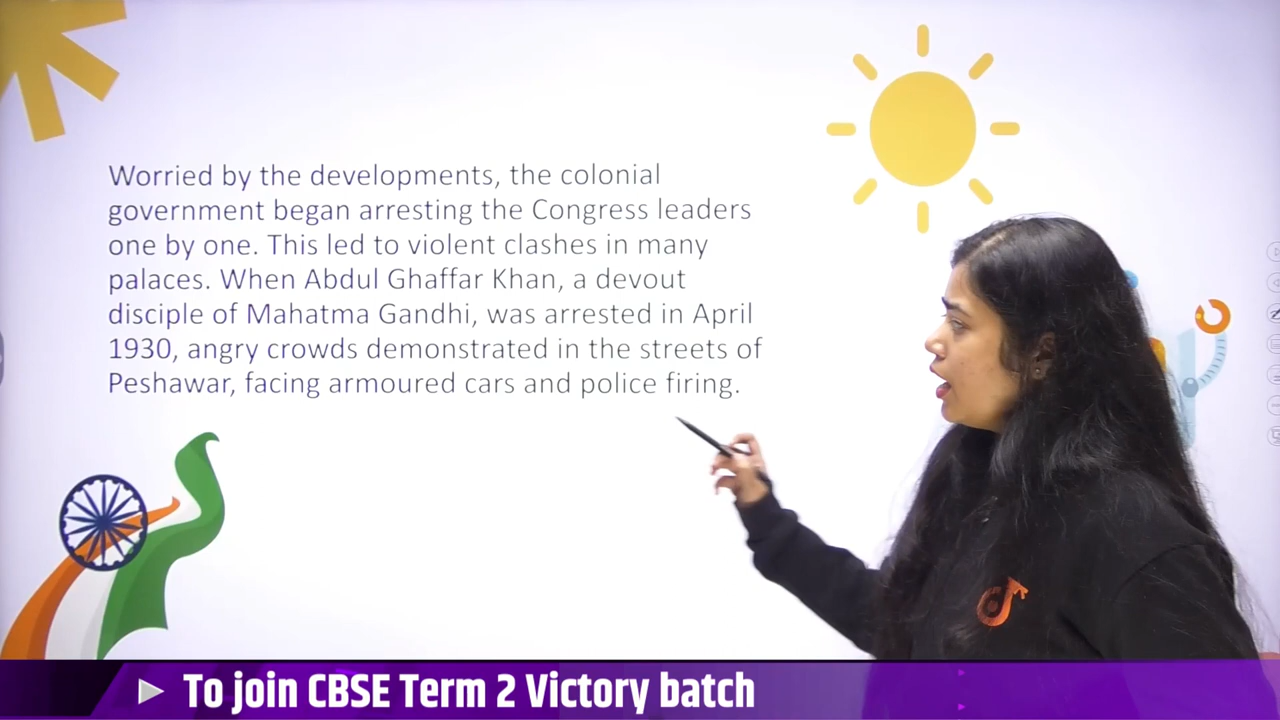 Worried by the developments, the colonial
government began arresting the Congress leaders
one by one. This led to violent clashes in many
palaces. When Abdul Ghaffar Khan, a devout
disciple of Mahatma Gandhi, was arrested in April
1930, angry crowds demonstrated in the streets of
Peshawar, facing armoured cars and police firing.
To join CBSE Term 2 Victory batch